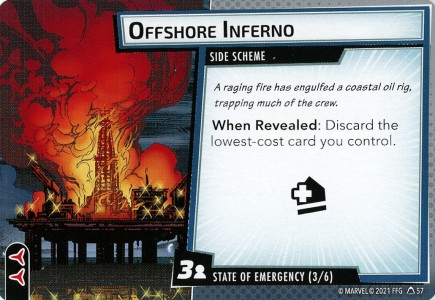 OFFSHORE INFERNO
SIDE SCHEME
A raging fire has engulfed a coastal oil rig,
trapping much of the crew.
When Revealed: Discard the
lowest-cost card you control.
3
STATE OF EMERGENCY (3/6)
© MARVEL © 2021 FFG 57